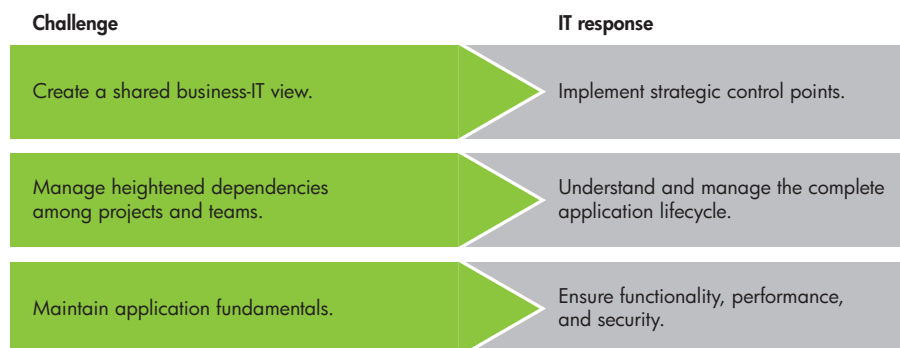 Challenge
IT response
Create a shared business-IT view.
Implement strategic control points.
Manage heightened dependencies
among projects and teams.
Understand and manage the complete
application lifecycle.
Maintain application fundamentals.
Ensure functionality, performance,
and security.